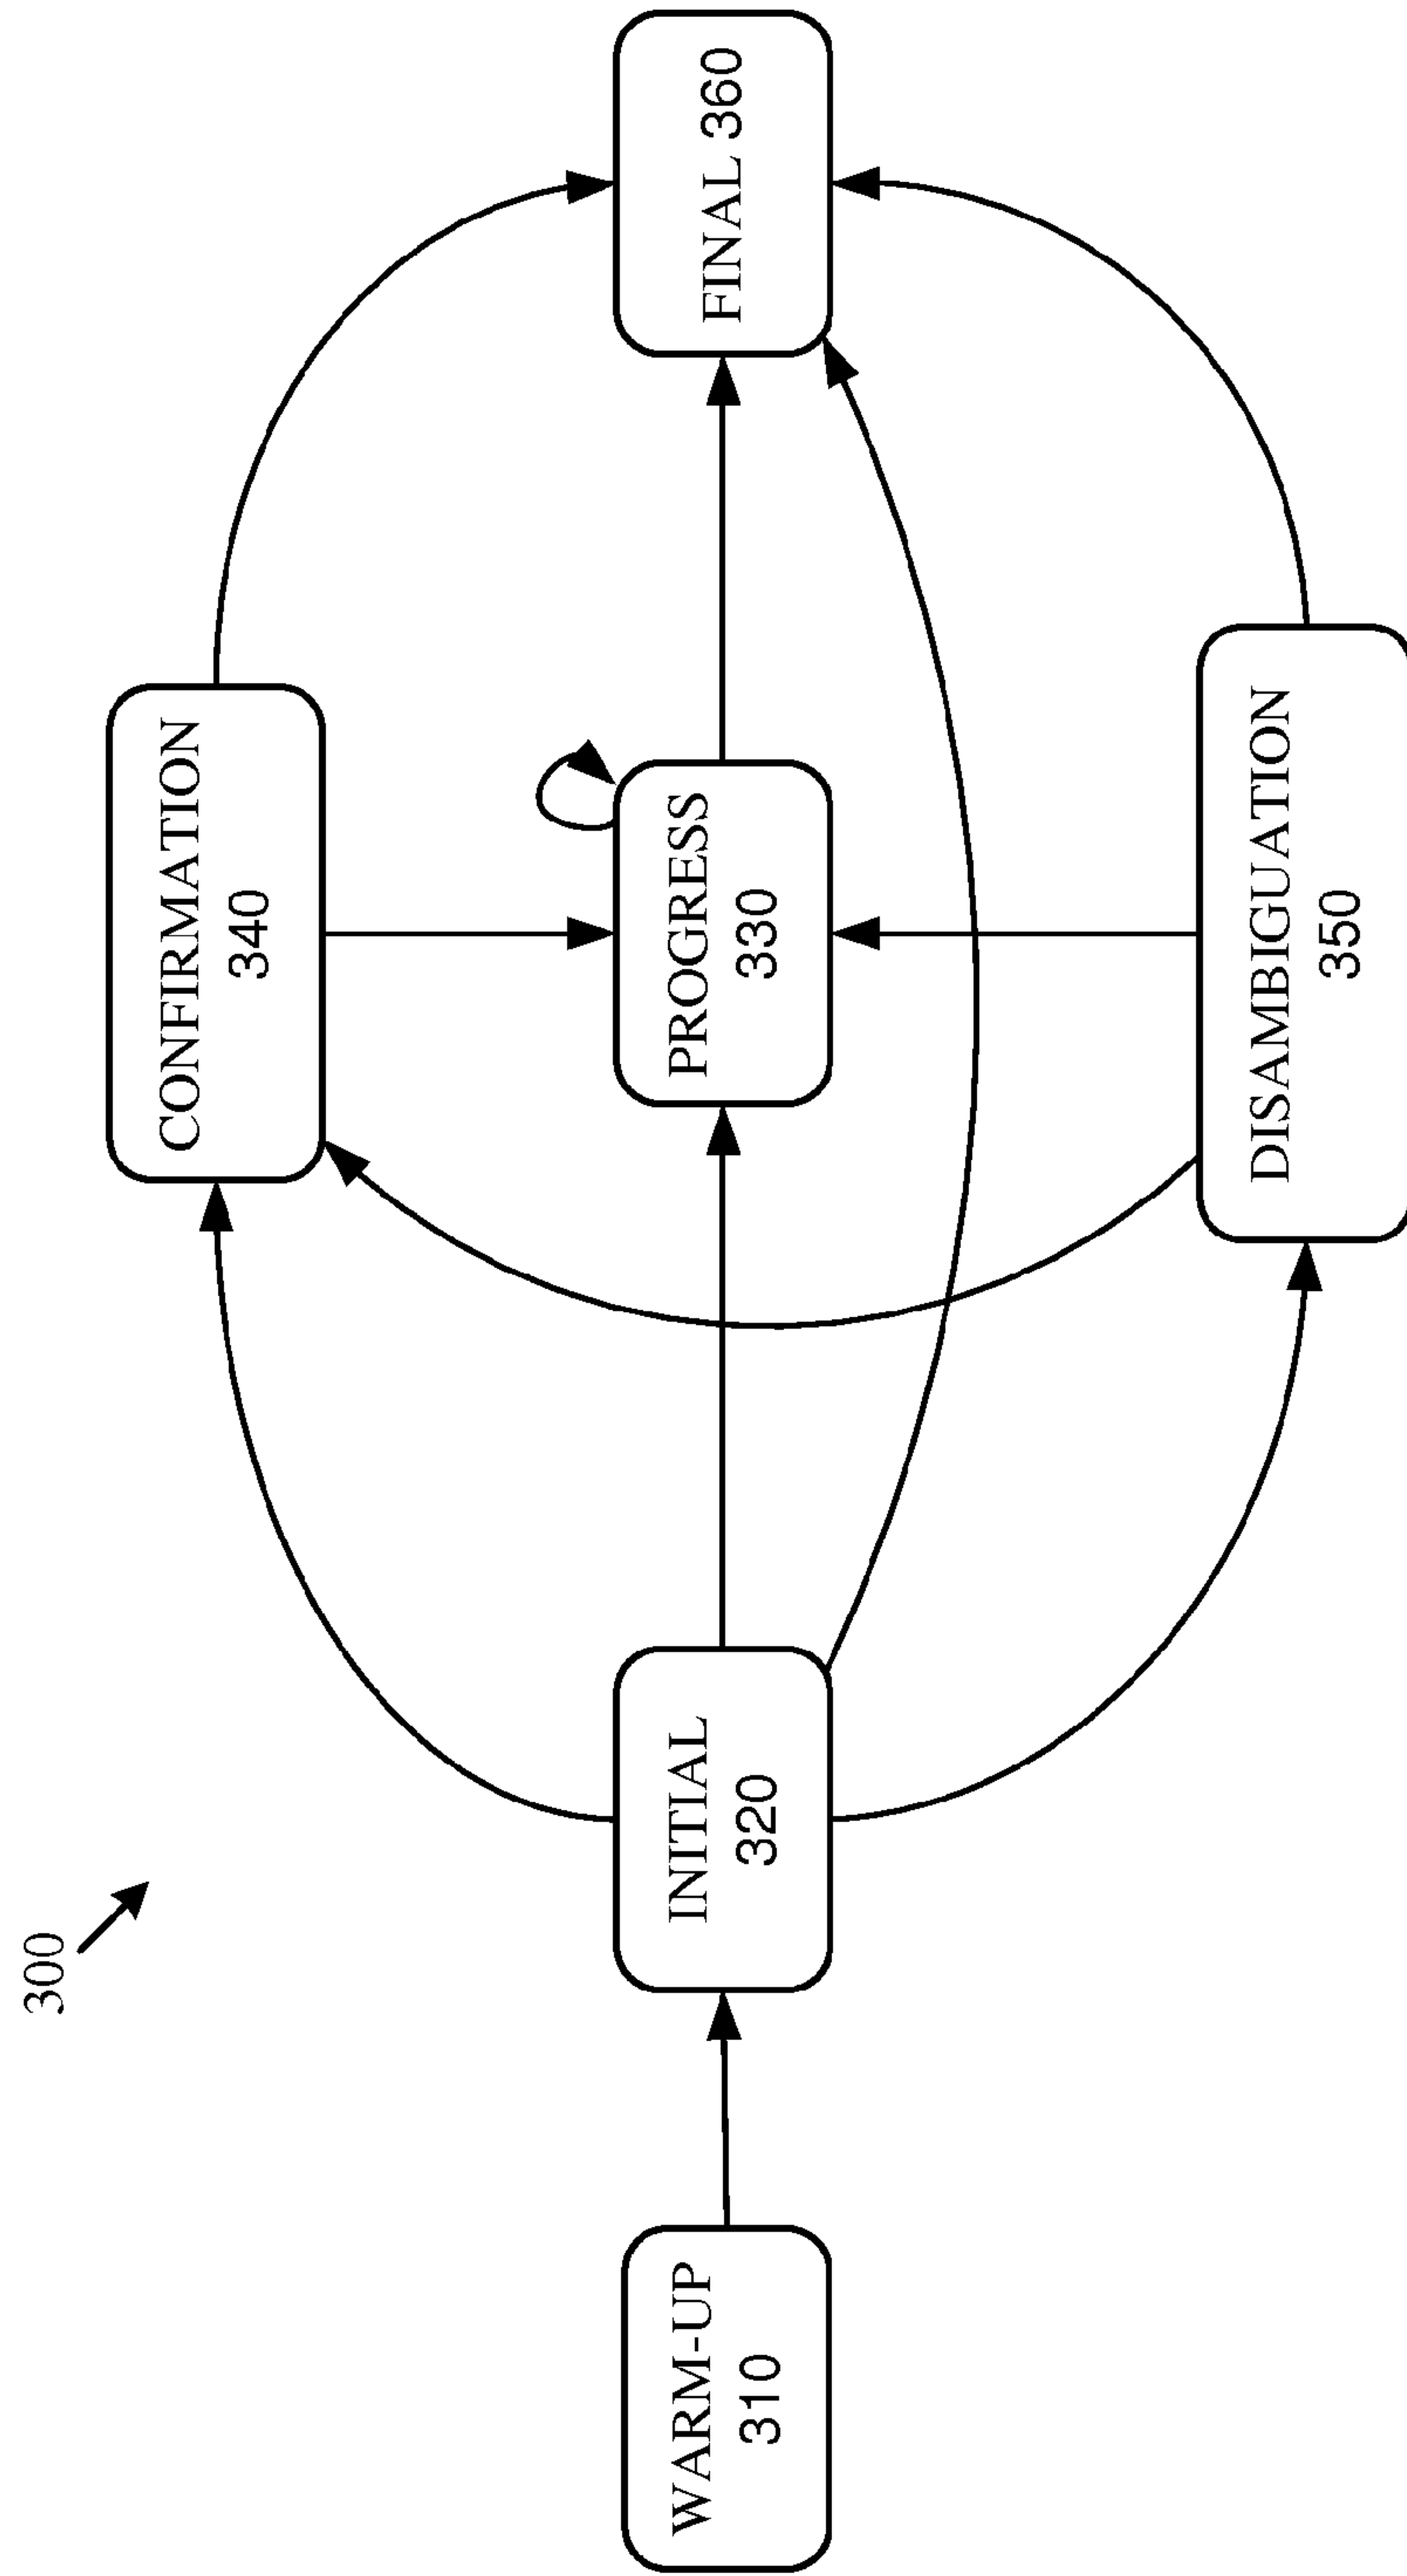 300
CONFIRMATION
340
WARM-UP
310
INITIAL
320
PROGRESS
330
FINAL 360
DISAMBIGUATION
350